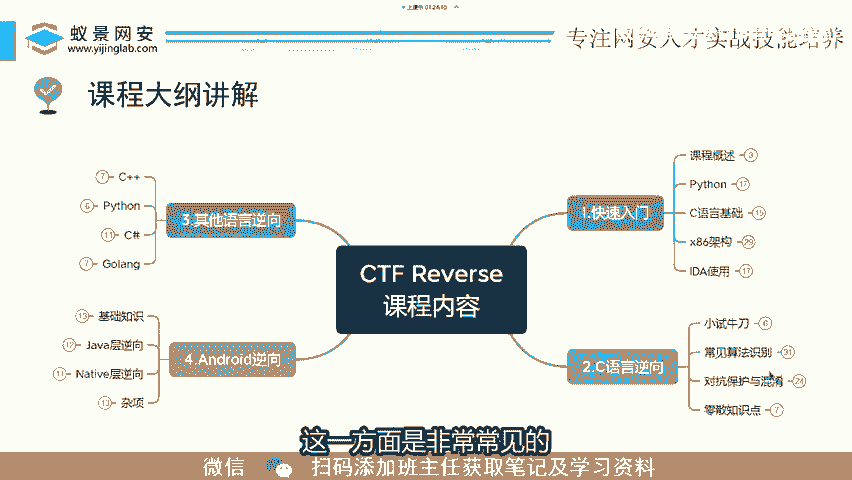 蚁景网安
www.yijinglab.com
专注网安人才实战技能培养
课程大纲讲解
CTF Reverse
课程内容
1.快速入门
课程概述 3
Python 17
C语言基础 15
x86架构 29
IDA使用 17
2.C语言逆向
小试牛刀 6
常见算法识别 31
对抗保护与混淆 24
零散知识点 7
3.其他语言逆向
7 C++
6 Python
11 C#
7 Golang
4.Android逆向
13 基础知识
12 Java层逆向
11 Native层逆向
13 杂项
这一方面是非常常见的
微信 扫码添加班主任获取笔记及学习资料